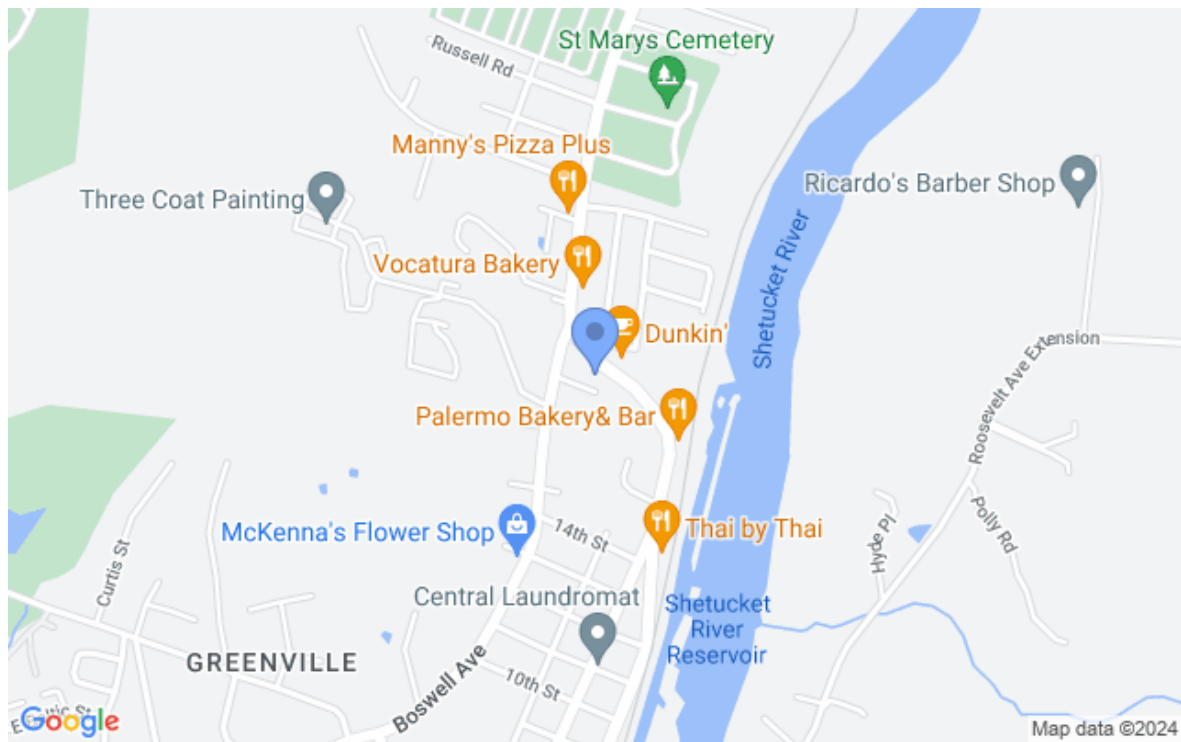 St Marys Cemetery
Russell Rd
Manny's Pizza Plus
Three Coat Painting
Ricardo's Barber Shop
Vocatura Bakery
Shetucket River
Dunkin'
Roosevelt Ave Extension
Palermo Bakery& Bar
McKenna's Flower Shop
14th St
Thai by Thai
Polly Rd
Hyde Pl
Curtis St
Central Laundromat
Shetucket
River
Reservoir
GREENVILLE
10th St
Boswell Ave
Google
Map data ©2024